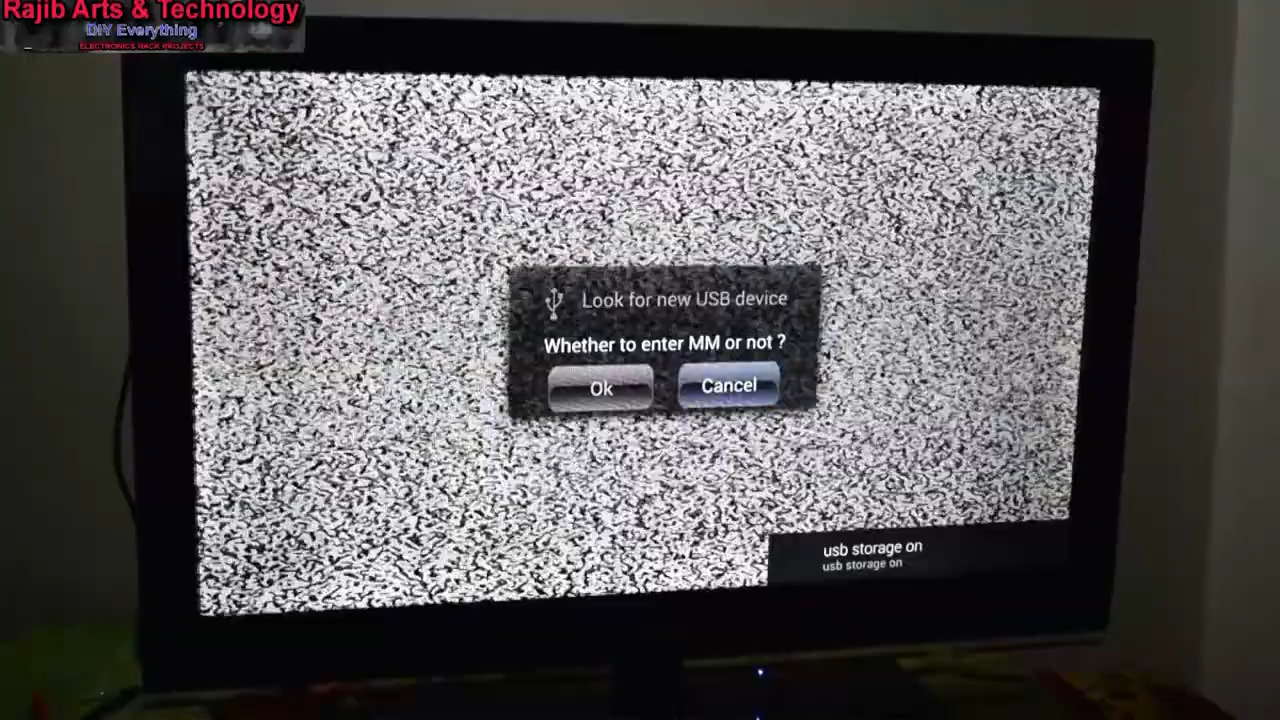 Rajib Arts & Technology
DIY Everything
ELECTRONICS HACK PROJECTS
Look for new USB device
Whether to enter MM or not ?
Ok
Cancel
usb storage on
usb storage on